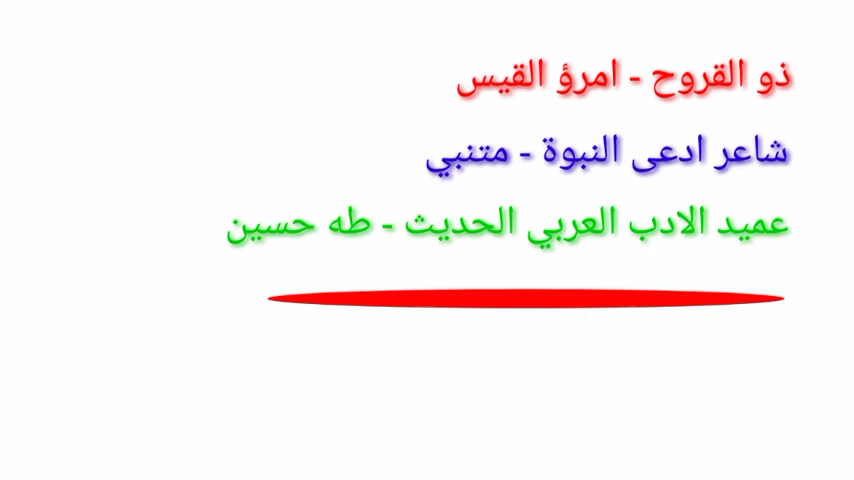 ذو القروح - امرؤ القيس
شاعر ادعى النبوة - متنبي
عميد الادب العربي الحديث - طه حسين